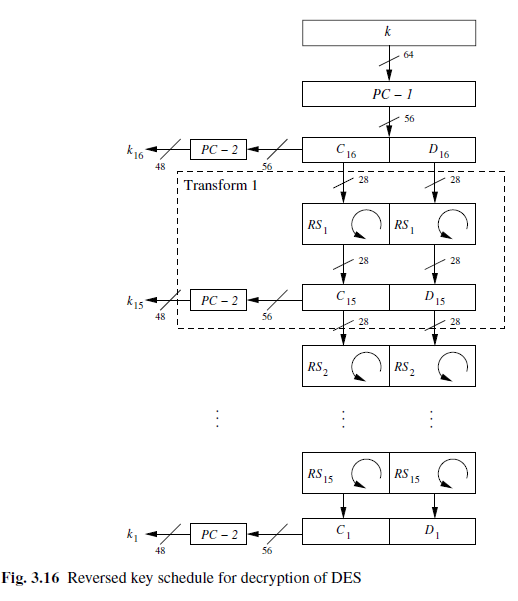 k
64
PC – 1
56
k16 48 PC – 2 56 C16 D16
Transform 1
28 28
RS1 RS1
28 28
k15 48 PC – 2 56 C15 D15
28 28
RS2 RS2
RS15 RS15
k1 48 PC – 2 56 C1 D1
Fig. 3.16 Reversed key schedule for decryption of DES